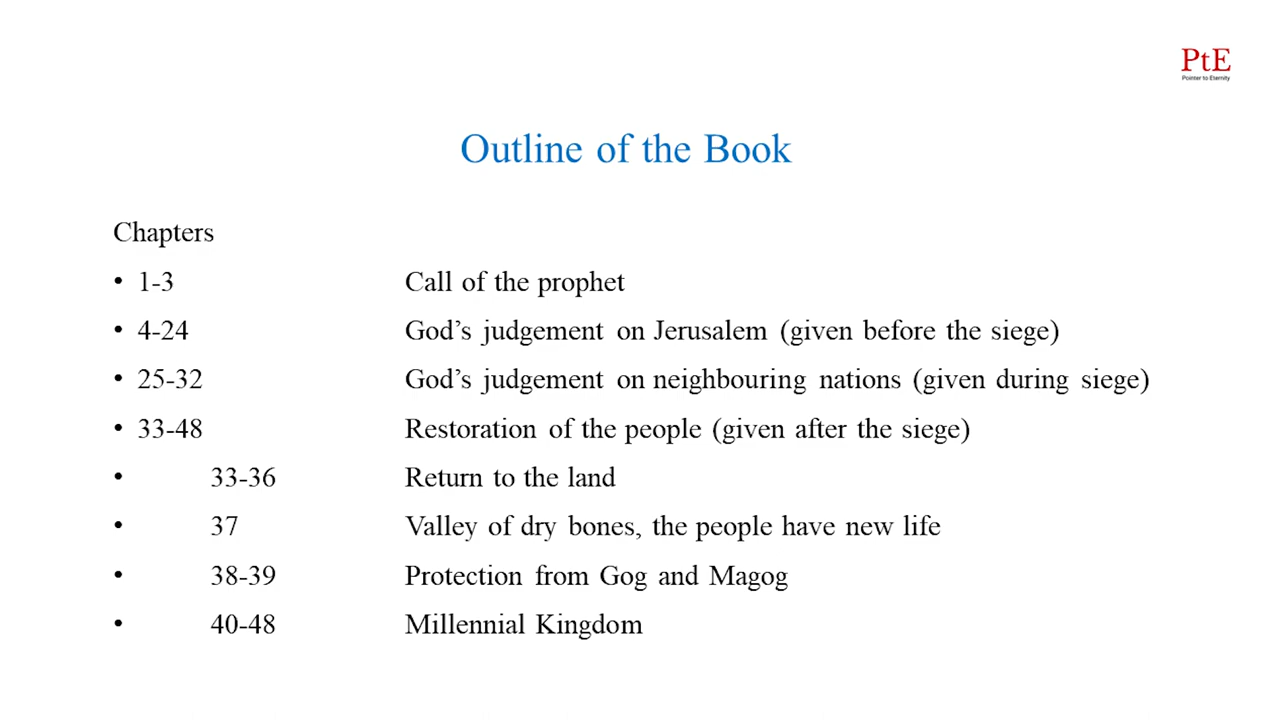 PtE
Pointer to Eternity
Outline of the Book
Chapters
• 1-3 Call of the prophet
• 4-24 God’s judgement on Jerusalem (given before the siege)
• 25-32 God’s judgement on neighbouring nations (given during siege)
• 33-48 Restoration of the people (given after the siege)
• 33-36 Return to the land
• 37 Valley of dry bones, the people have new life
• 38-39 Protection from Gog and Magog
• 40-48 Millennial Kingdom